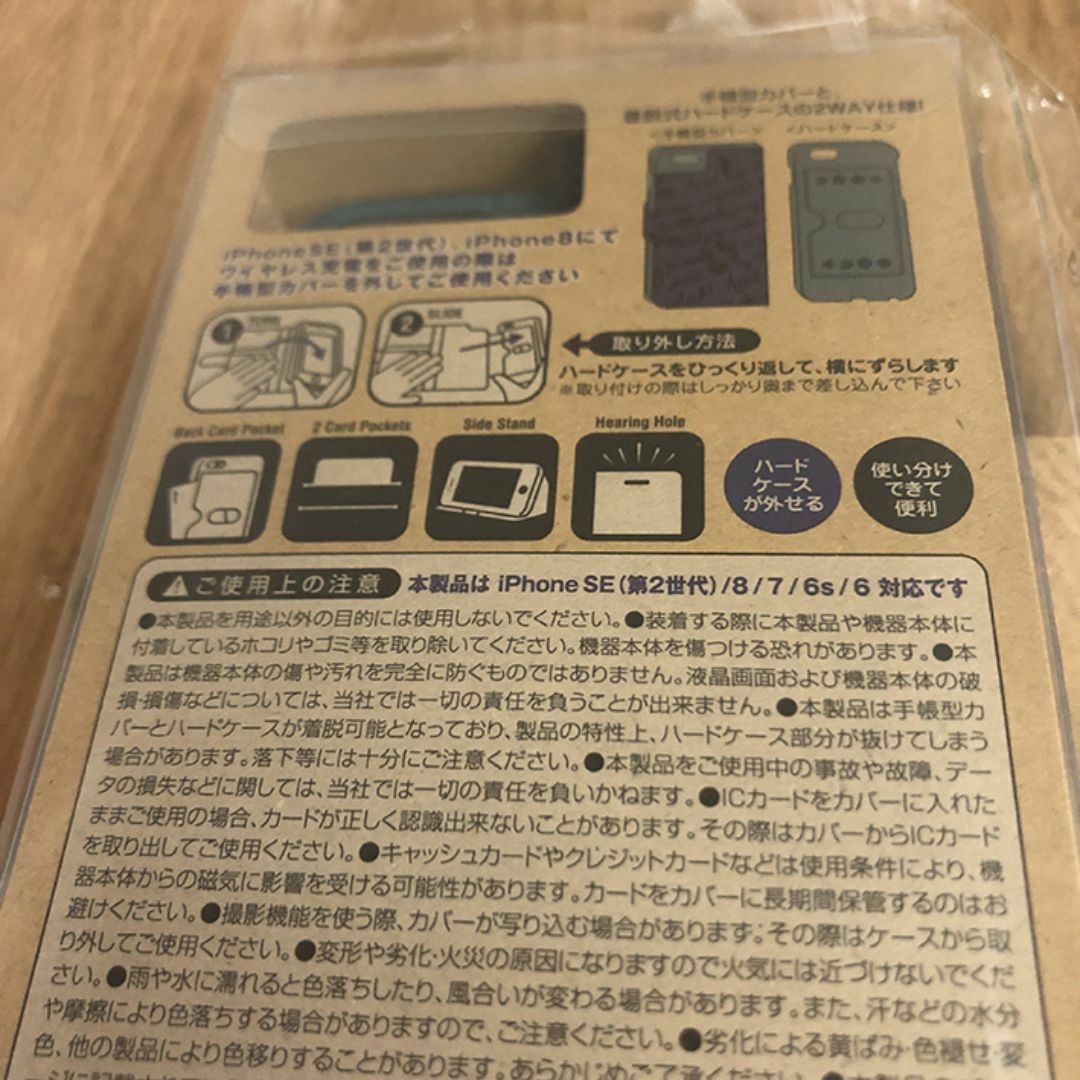 手帳型カバーと、
着脱式ハードケースの2WAY仕様!
<手帳型カバー> <ハードケース>
iPhoneSE(第2世代)、iPhone8にて
ワイヤレス充電をご使用の際は
手帳型カバーを外してご使用ください
1 TURN
2 SLIDE
取り外し方法
ハードケースをひっくり返して、横にずらします
※取り付けの際はしっかり奥まで差し込んで下さい
Back Card Pocket
2 Card Pockets
Side Stand
Hearing Hole
ハード
ケース
が外せる
使い分け
できて
便利
ご使用上の注意 本製品は iPhone SE(第2世代)/8/7/6s/6 対応です
●本製品を用途以外の目的には使用しないでください。●装着する際に本製品や機器本体に
付着しているホコリやゴミ等を取り除いてください。機器本体を傷つける恐れがあります。●本
製品は機器本体の傷や汚れを完全に防ぐものではありません。液晶画面および機器本体の破
損・損傷などについては、当社では一切の責任を負うことが出来ません。●本製品は手帳型カ
バーとハードケースが着脱可能となっており、製品の特性上、ハードケース部分が抜けてしまう
場合があります。落下等には十分にご注意ください。●本製品をご使用中の事故や故障、デー
タの損失などに関しては、当社では一切の責任を負いかねます。●ICカードをカバーに入れた
ままご使用の場合、カードが正しく認識出来ないことがあります。その際はカバーからICカード
を取り出してご使用ください。●キャッシュカードやクレジットカードなどは使用条件により、機
器本体からの磁気に影響を受ける可能性があります。カードをカバーに長期間保管するのはお
避けください。●撮影機能を使う際、カバーが写り込む場合があります。その際はケースから取
り外してご使用ください。●変形や劣化・火災の原因になりますので火気には近づけないでくだ
さい。●雨や水に濡れると色落ちしたり、風合いが変わる場合があります。また、汗などの水分
や摩擦により色落ちする場合がありますので、ご注意ください。●劣化による黄ばみ・色褪せ・変
色、他の製品により色移りすることがあります。あらかじめご了承ください。●本製品の